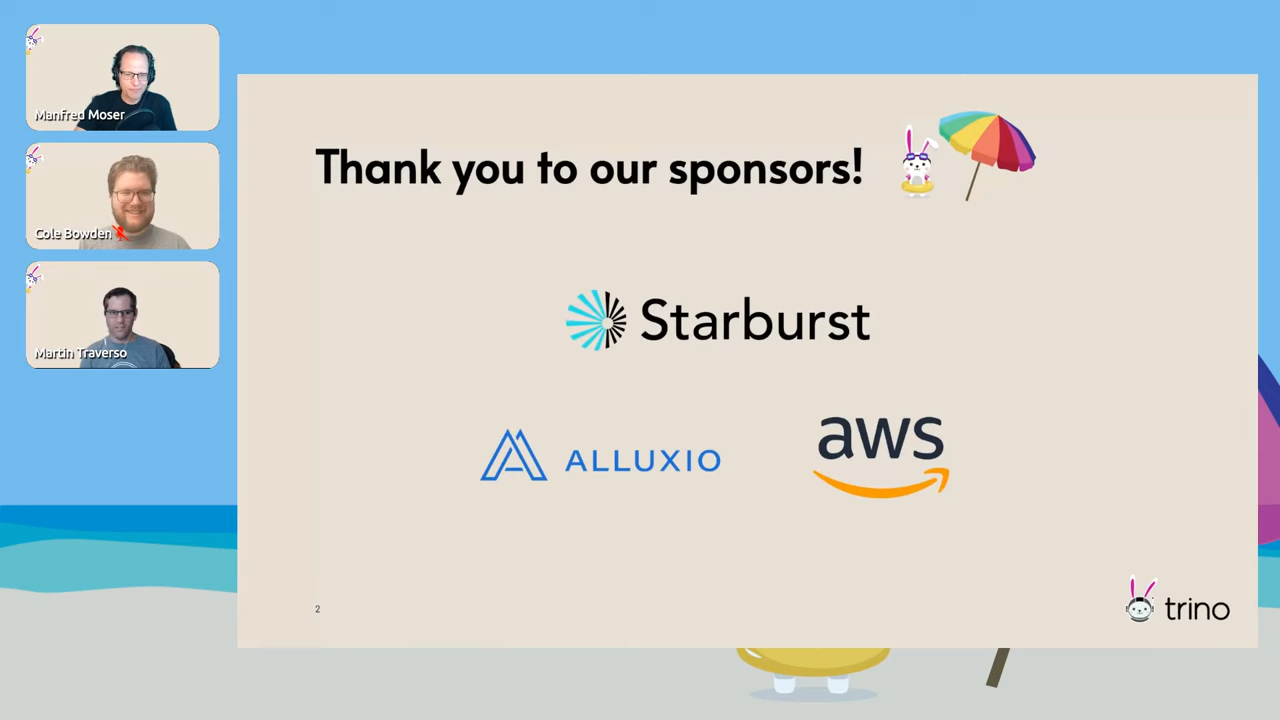 Manfred Moser
Cole Bowden
Martin Traverso
Thank you to our sponsors!
Starburst
ALLUXIO
aws
2
trino